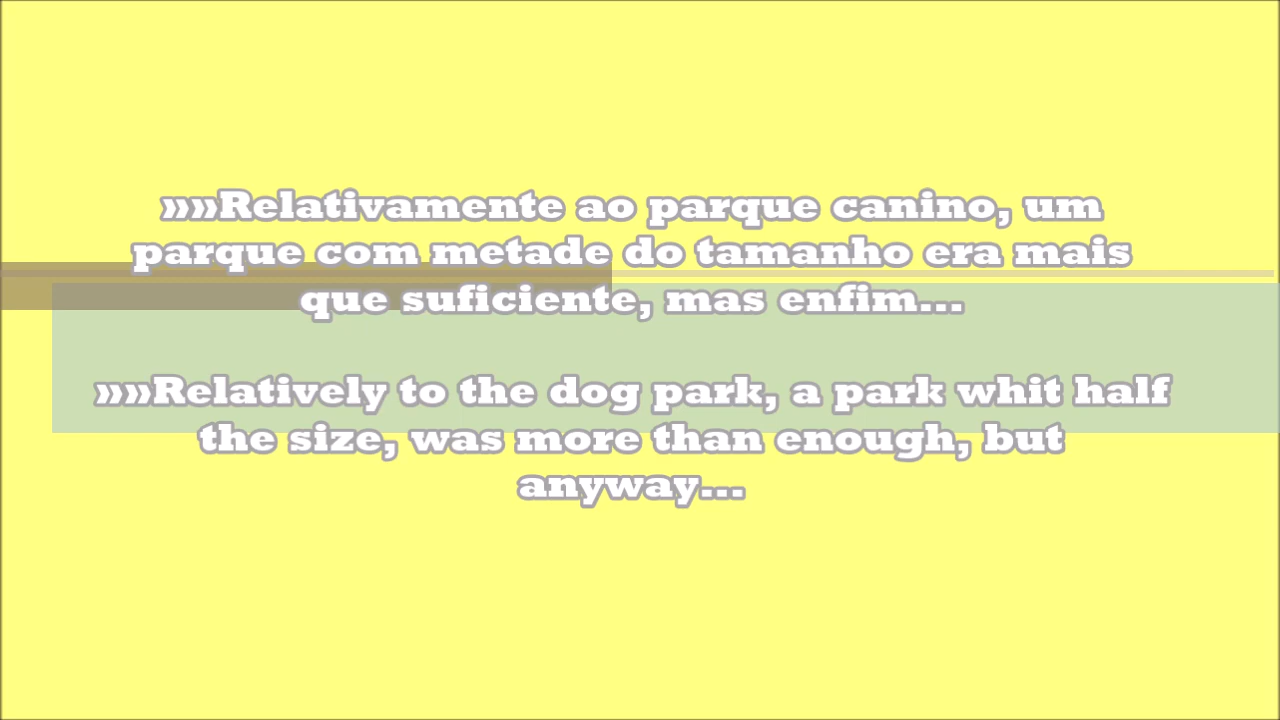 »»Relativamente ao parque canino, um
parque com metade do tamanho era mais
que suficiente, mas enfim...
»»Relatively to the dog park, a park whit half
the size, was more than enough, but
anyway...